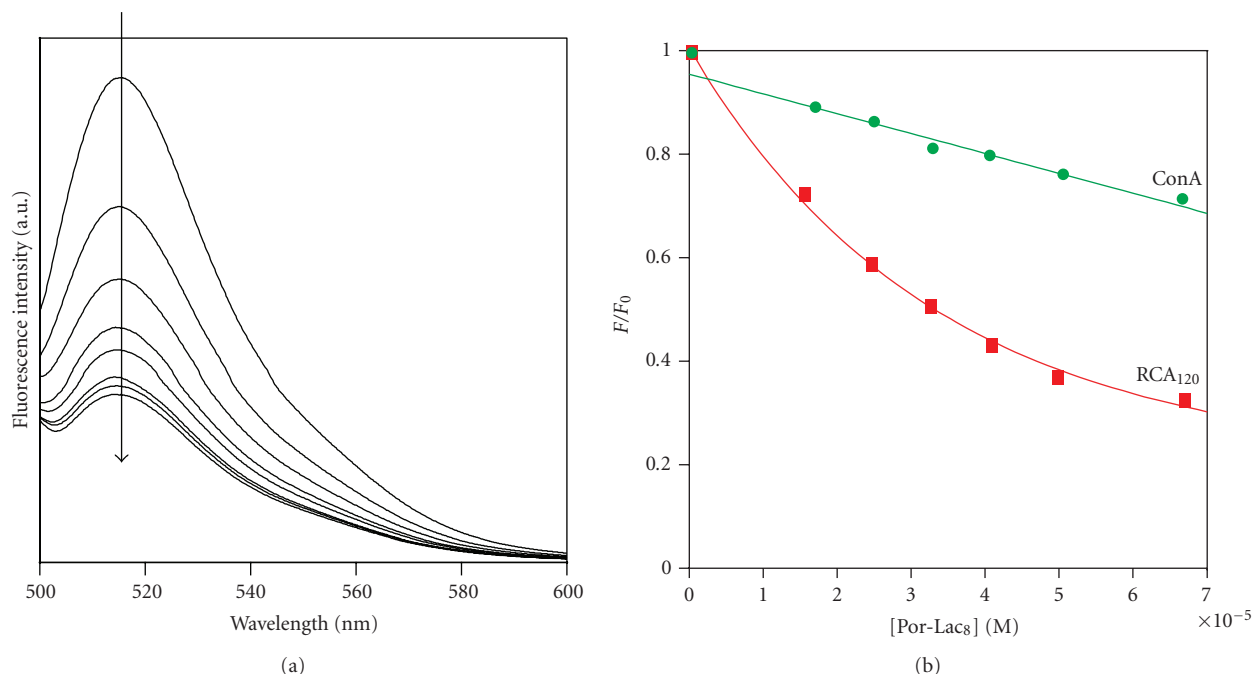 Fluorescence intensity (a.u.)
500
520
540
560
580
600
Wavelength (nm)
(a)
1
0.8
0.6
0.4
0.2
0
F/F₀
ConA
RCA₁₂₀
0
1
2
3
4
5
6
7
×10⁻⁵
[Por-Lac₈] (M)
(b)